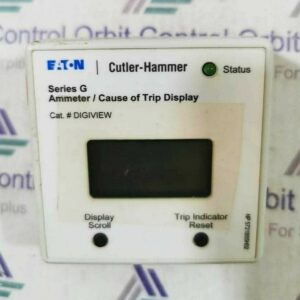 Control Orbit Control Orbit
EATON | Cutler-Hammer
Status
Series G
Ammeter / Cause of Trip Display
Cat. # DIGIVIEW
Display
Scroll
Trip Indicator
Reset